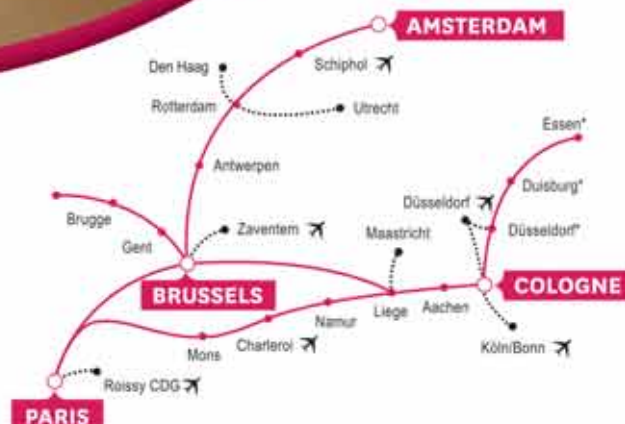 AMSTERDAM
Den Haag
Schiphol
Rotterdam
Utrecht
Essen*
Antwerpen
Duisburg*
Düsseldorf
Brugge
Zaventem
Maastricht
Düsseldorf*
Gent
BRUSSELS
COLOGNE
Liege
Aachen
Namur
Charleroi
Mons
Köln/Bonn
Roissy CDG
PARIS